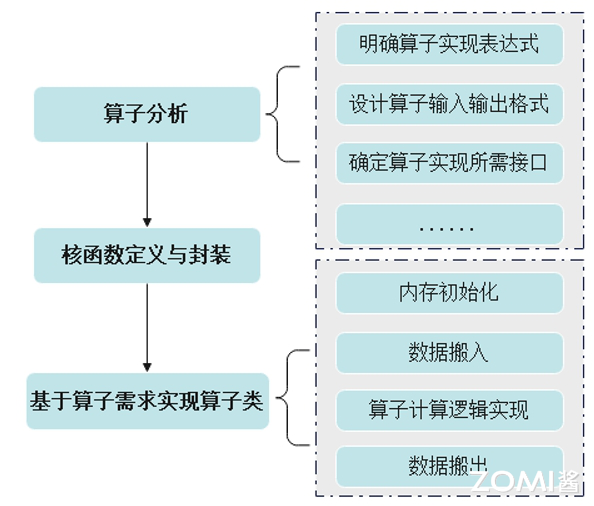 算子分析
明确算子实现表达式
设计算子输入输出格式
确定算子实现所需接口
......
核函数定义与封装
基于算子需求实现算子类
内存初始化
数据搬入
算子计算逻辑实现
数据搬出
ZOMI酱